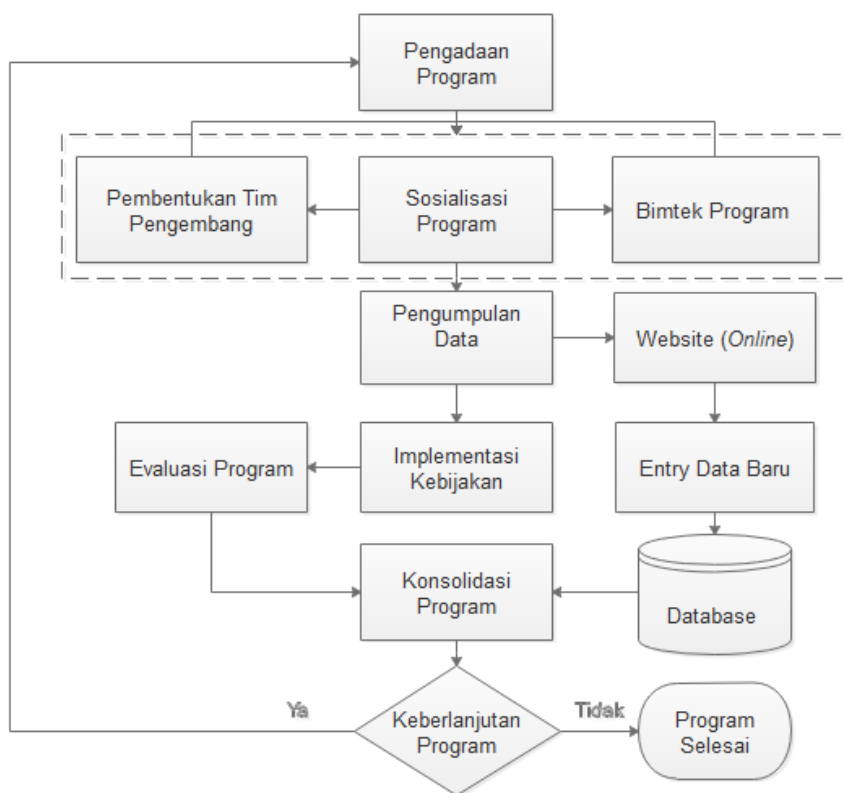 Pengadaan
Program
Pembentukan Tim
Pengembang
Sosialisasi
Program
Bimtek Program
Pengumpulan
Data
Website (Online)
Evaluasi Program
Implementasi
Kebijakan
Entry Data Baru
Konsolidasi
Program
Database
Ya
Keberlanjutan
Program
Tidak
Program
Selesai